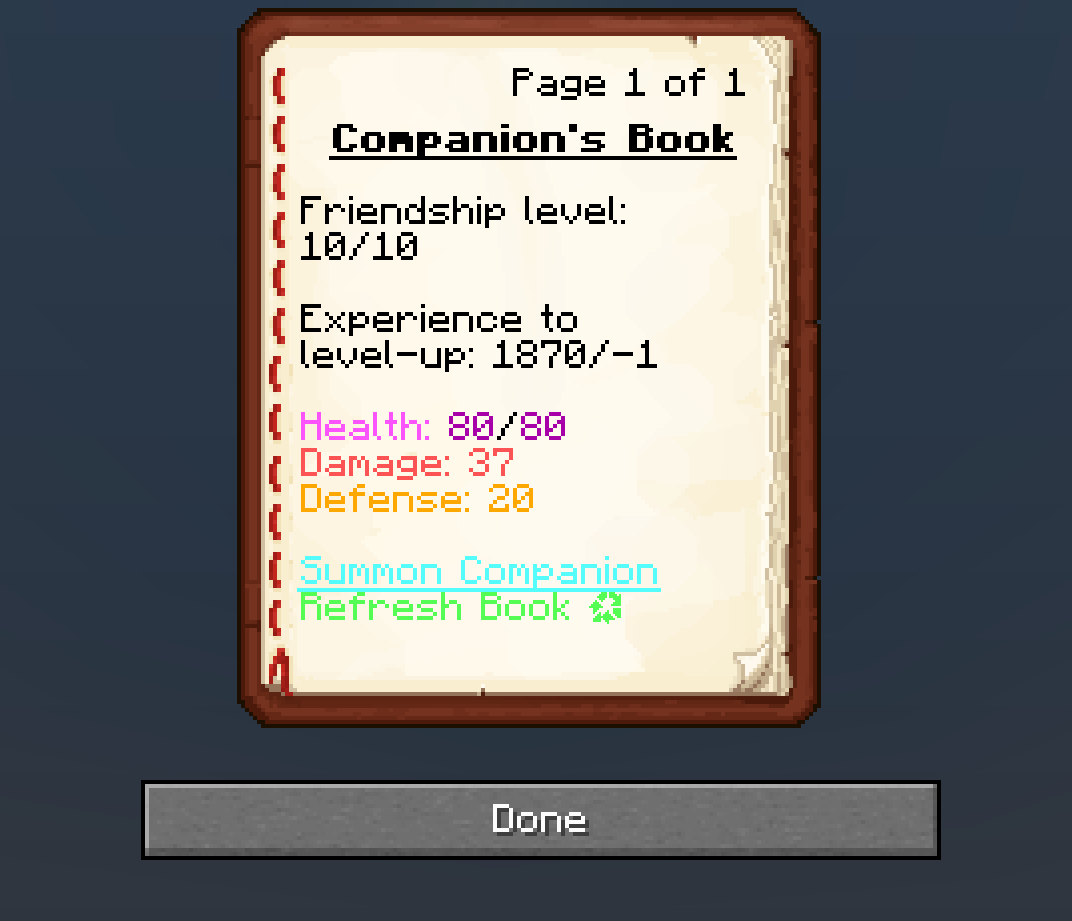 Page 1 of 1
Companion's Book
Friendship level:
10/10
Experience to
level-up: 1870/-1
Health: 80/80
Damage: 37
Defense: 20
Summon Companion
Refresh Book ♻
Done